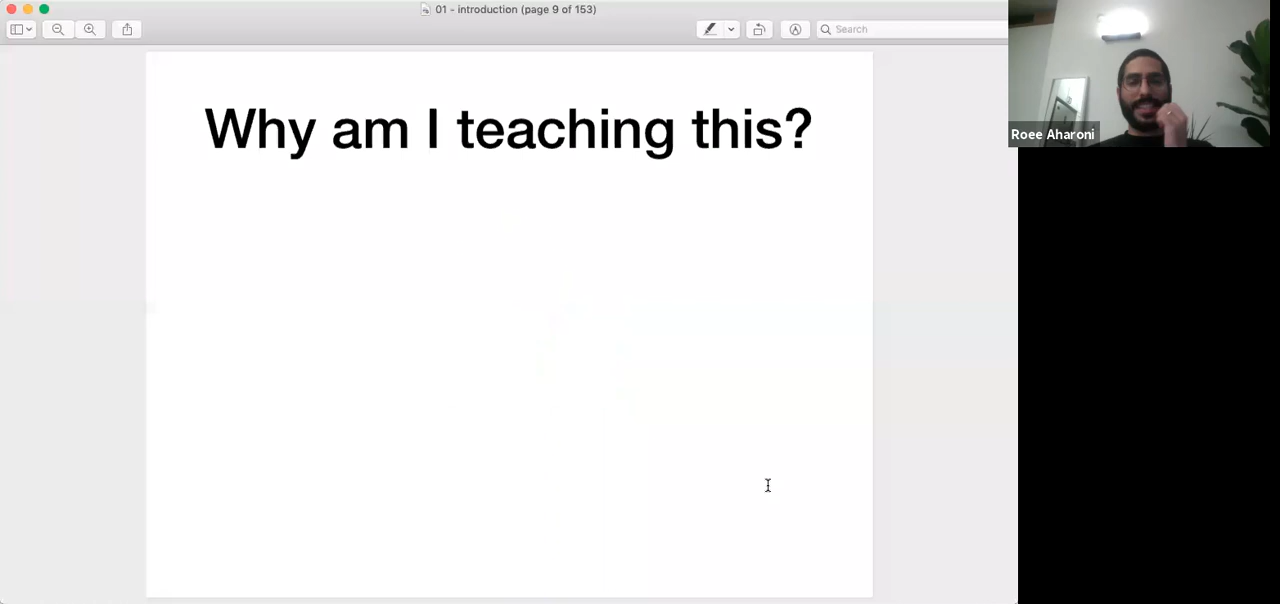 01 - introduction (page 9 of 153)
Search
Why am I teaching this?
Roee Aharoni